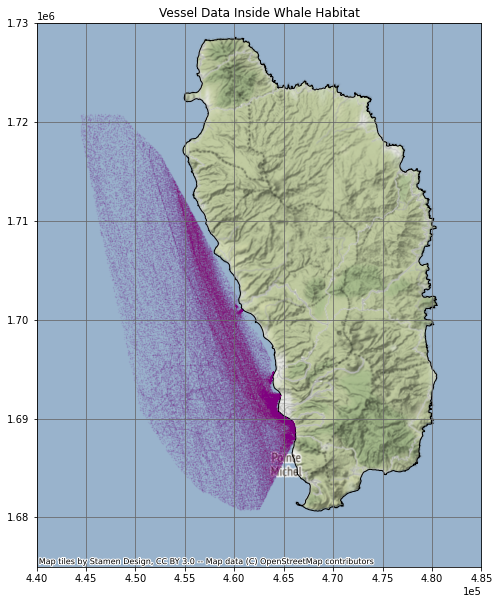 Vessel Data Inside Whale Habitat
1e6
1.73
1.72
1.71
1.70
1.69
1.68
Pointe
Michel
Map tiles by Stamen Design, CC BY 3.0 -- Map data (C) OpenStreetMap contributors
4.40 4.45 4.55 4.60 4.65 4.70 4.75 4.80 4.85
1e5